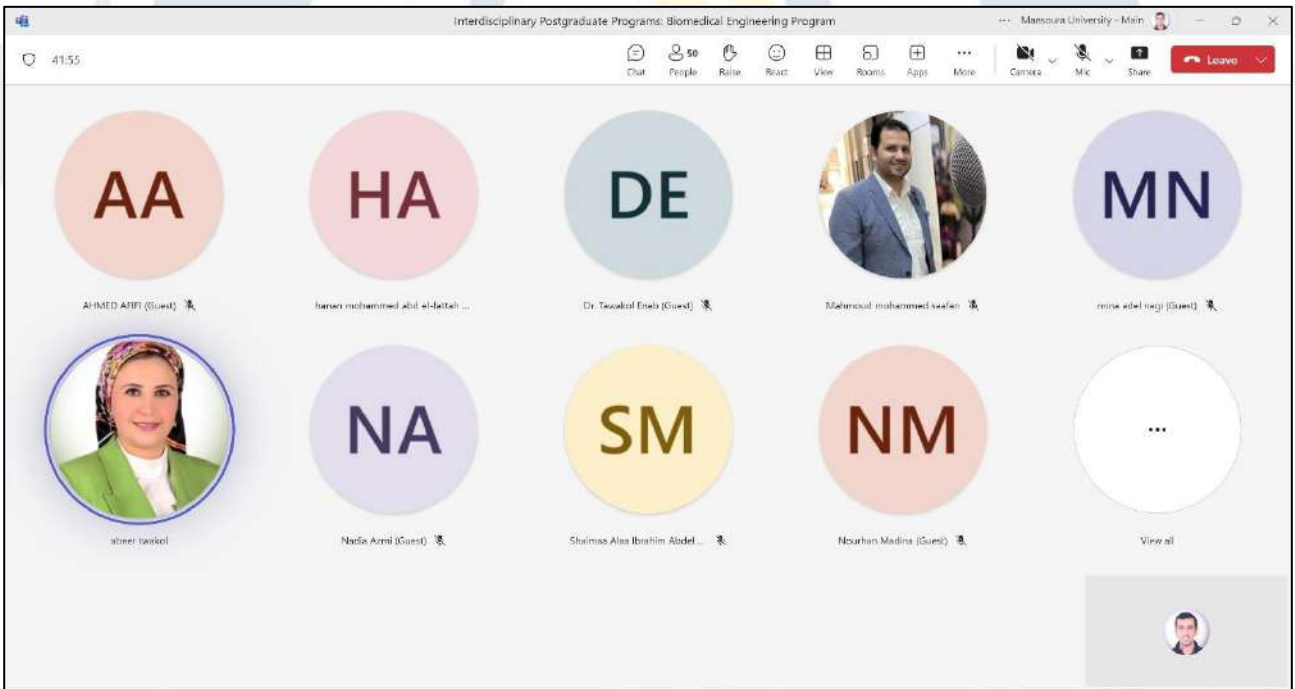 Interdisciplinary Postgraduate Programs: Biomedical Engineering Program
... Mansoura University - Main
41:55
Chat
50
People
Raise
React
View
Rooms
Apps
More
Camera
Mic
Share
Leave
AA
HA
DE
MN
AHMED AFIFI (Guest)
hanan mohammed abd el-fattah ...
Dr. Tawakol Enab (Guest)
Mahmoud mohammed saafan
mina adel nagi (Guest)
NA
SM
NM
...
abeer twakol
Nadia Azmi (Guest)
Shaimaa Alaa Ibrahim Abdel ...
Nourhan Madina (Guest)
View all